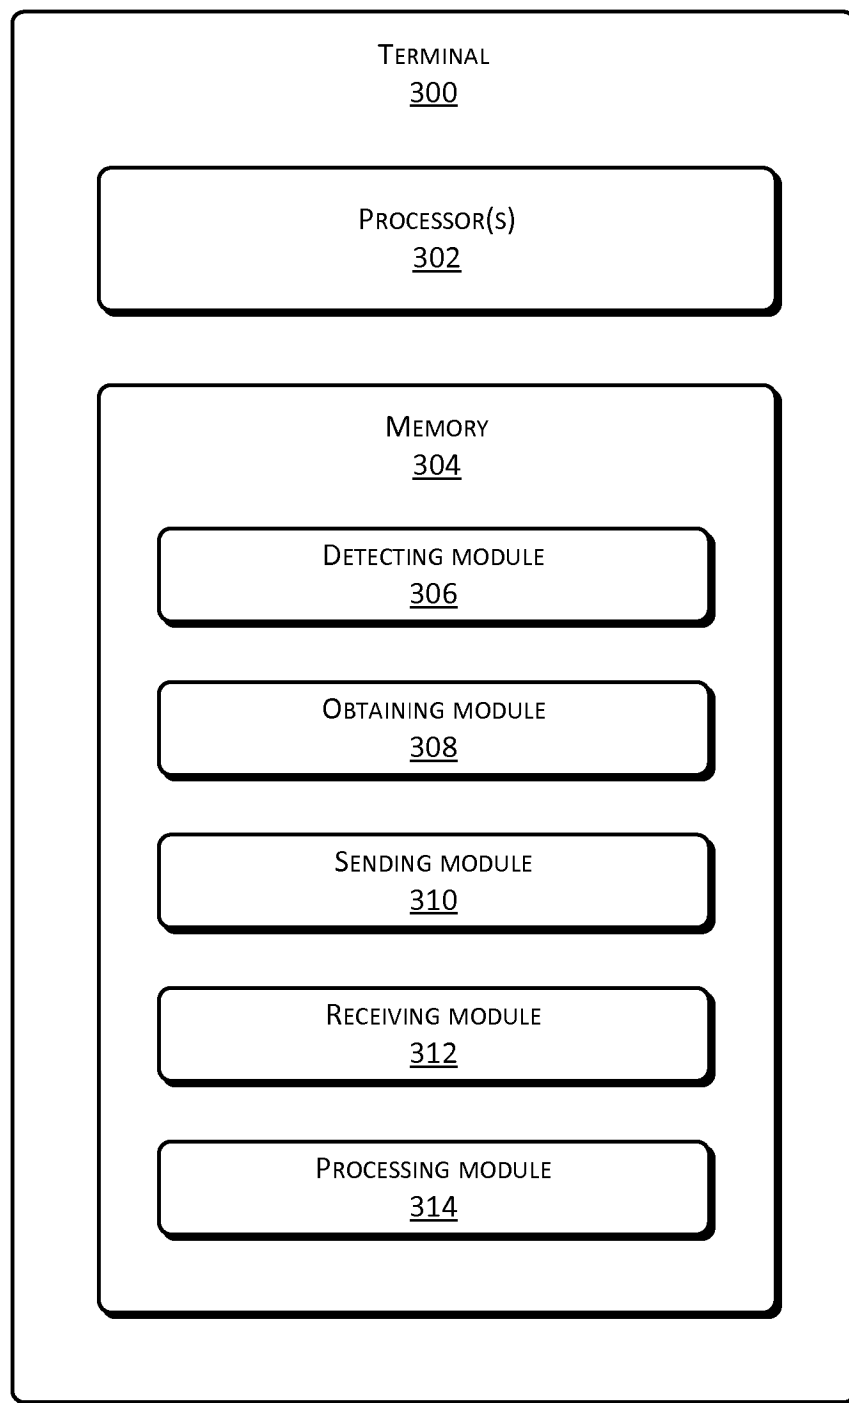 TERMINAL
300
PROCESSOR(S)
302
MEMORY
304
DETECTING MODULE
306
OBTAINING MODULE
308
SENDING MODULE
310
RECEIVING MODULE
312
PROCESSING MODULE
314